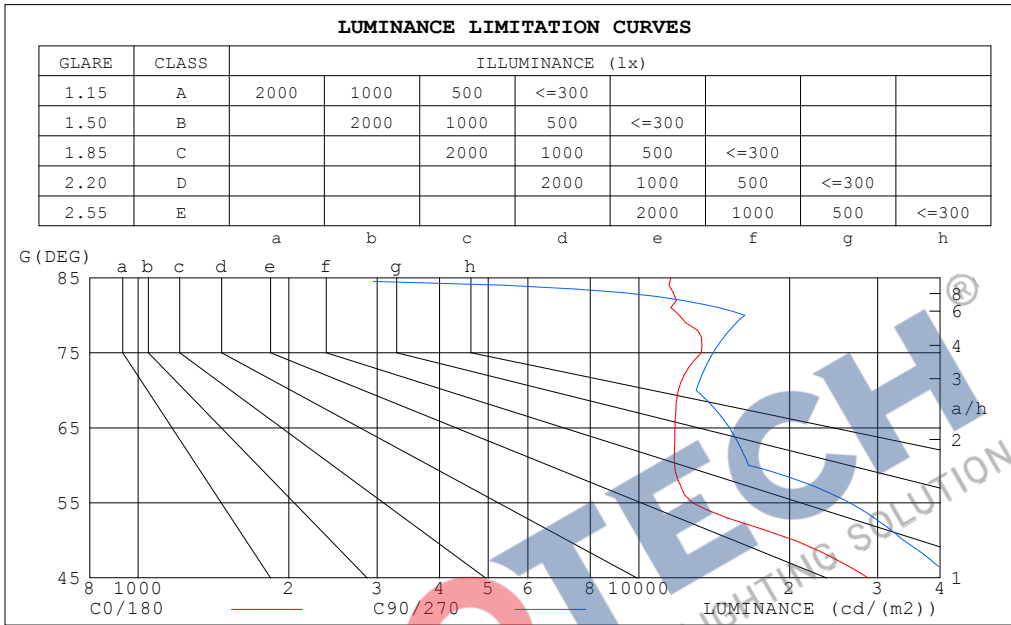 LUMINANCE LIMITATION CURVES
GLARE CLASS ILLUMINANCE (lx)
1.15 A 2000 1000 500 <=300
1.50 B 2000 1000 500 <=300
1.85 C 2000 1000 500 <=300
2.20 D 2000 1000 500 <=300
2.55 E 2000 1000 500 <=300
a b c d e f g h
G(DEG)
a b c d e f g h
85
8
6
75
4
3
a/h
65
2
55
45
1
8 1000 2 3 4 5 6 8 10000 2 3 4
C0/180 C90/270 LUMINANCE (cd/(m2))
OTECH®
LIGHTING SOLUTION